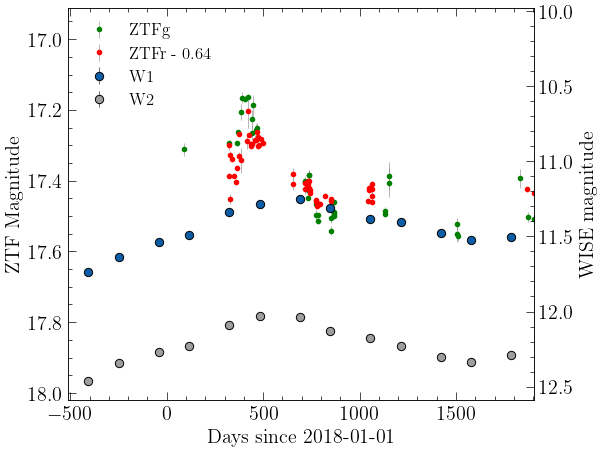 ZTFg
ZTFr - 0.64
W1
W2
17.0
17.2
17.4
17.6
17.8
18.0
ZTF Magnitude
10.0
10.5
11.0
11.5
12.0
12.5
WISE magnitude
−500
0
500
1000
1500
Days since 2018-01-01